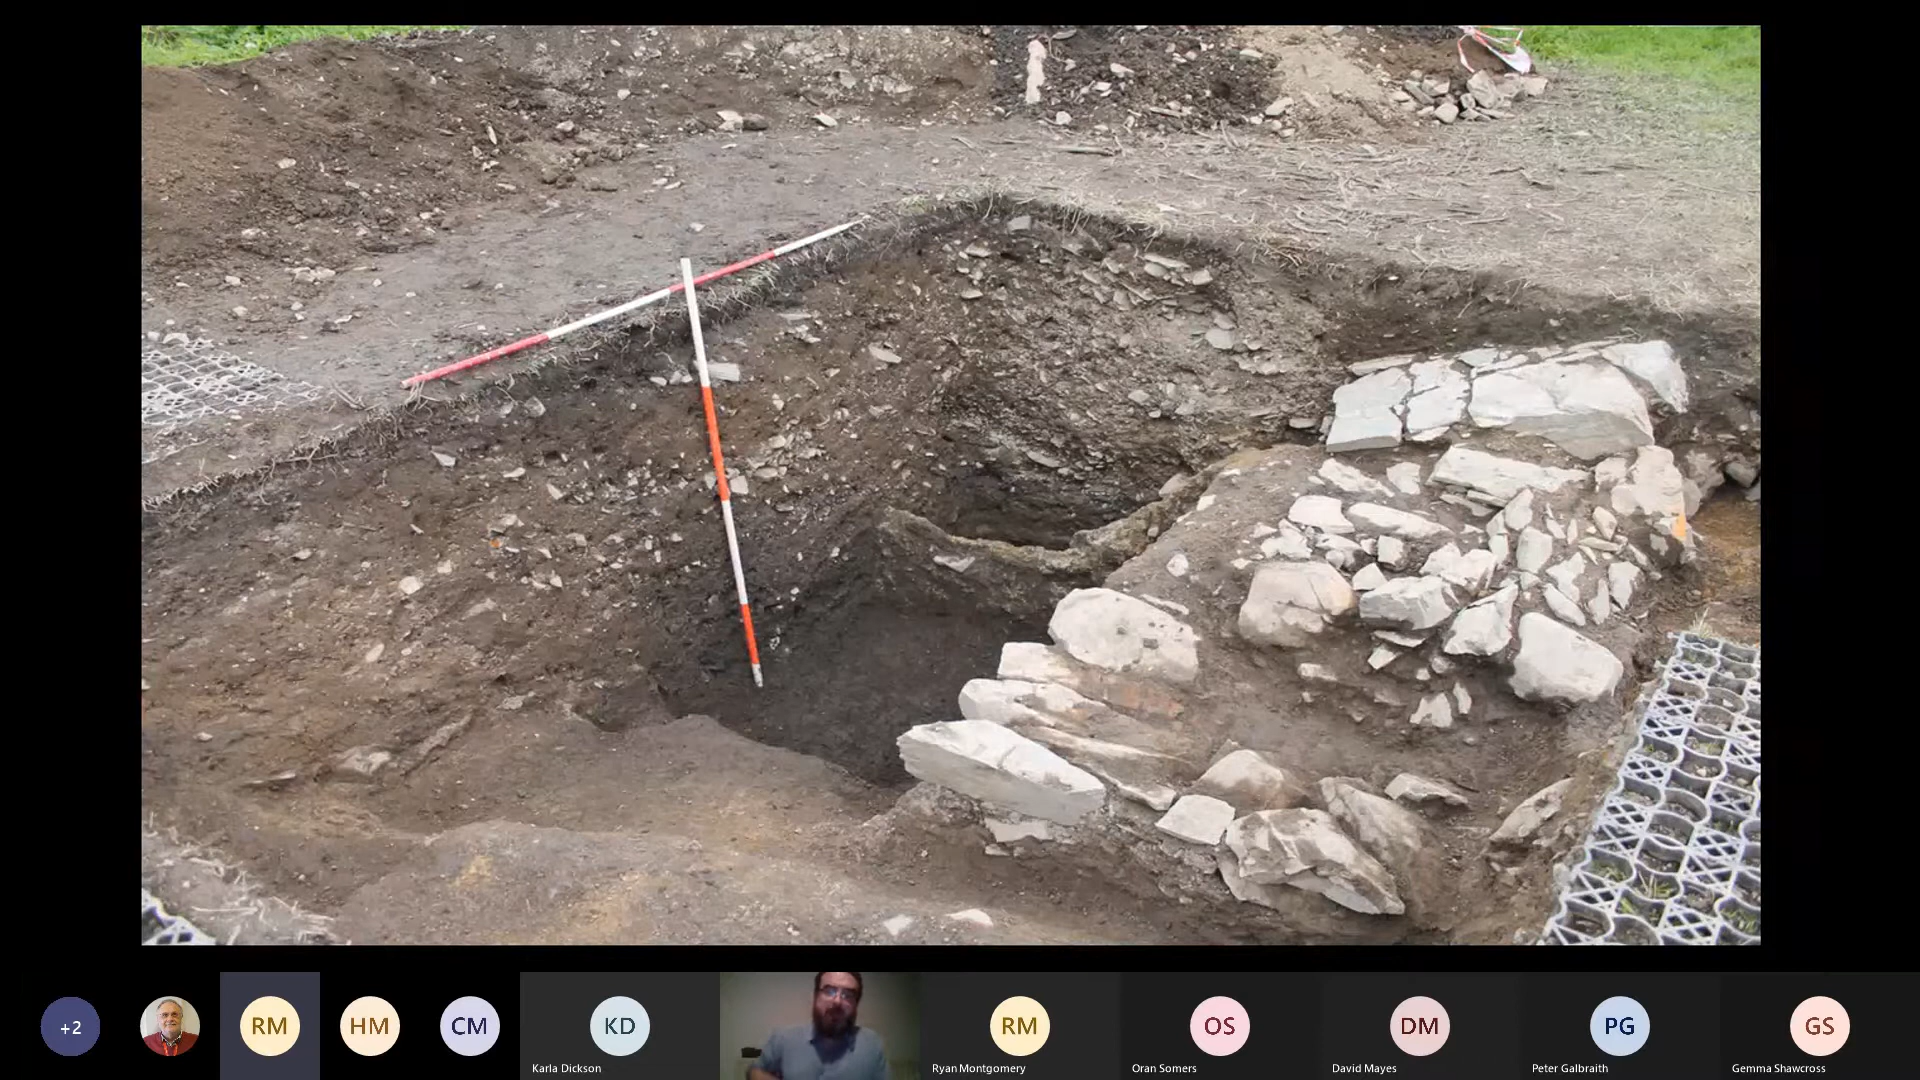 +2
RM
HM
CM
KD
Karla Dickson
RM
Ryan Montgomery
OS
Oran Somers
DM
David Mayes
PG
Peter Galbraith
GS
Gemma Shawcross